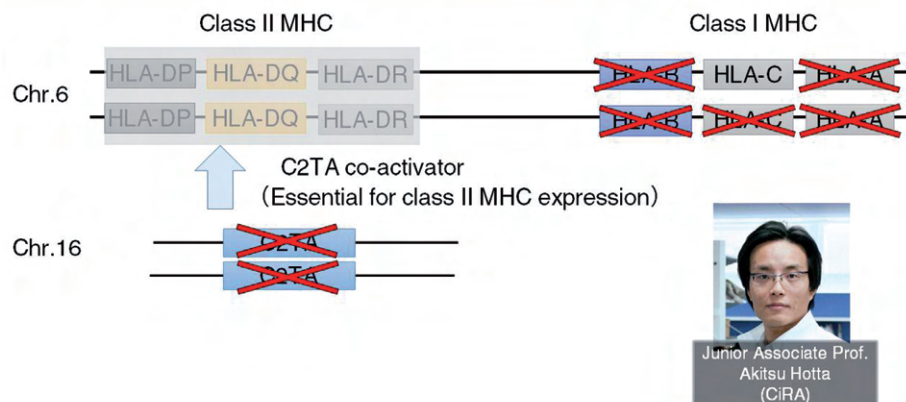 Class II MHC
Class I MHC
Chr.6
HLA-DP HLA-DQ HLA-DR HLA-B HLA-C HLA-A
HLA-DP HLA-DQ HLA-DR HLA-B HLA-C HLA-A
C2TA co-activator
(Essential for class II MHC expression)
Chr.16
C2TA
C2TA
Junior Associate Prof.
Akitsu Hotta
(CiRA)